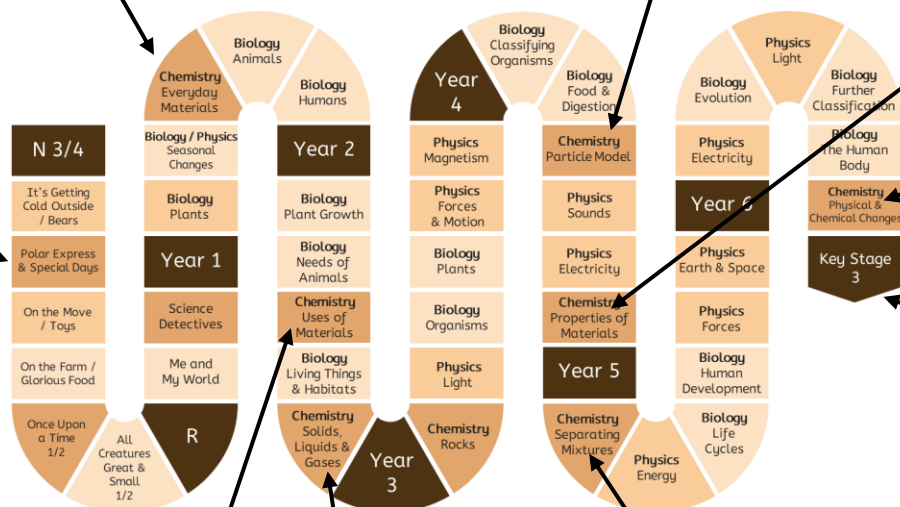 N 3/4
It's Getting
Cold Outside
/ Bears
Polar Express
& Special Days
On the Move
/ Toys
On the Farm /
Glorious Food
Once Upon
a Time
1/2
All
Creatures
Great &
Small
1/2
R
Me and
My World
Science
Detectives
Year 1
Biology
Plants
Biology / Physics
Seasonal
Changes
Chemistry
Everyday
Materials
Biology
Animals
Biology
Humans
Year 2
Biology
Plant Growth
Biology
Needs of
Animals
Chemistry
Uses of
Materials
Biology
Living Things
& Habitats
Chemistry
Solids,
Liquids &
Gases
Year
3
Chemistry
Rocks
Physics
Light
Biology
Organisms
Biology
Plants
Physics
Forces
& Motion
Physics
Magnetism
Year
4
Biology
Classifying
Organisms
Biology
Food &
Digestion
Chemistry
Particle Model
Physics
Sounds
Physics
Electricity
Chemistry
Properties of
Materials
Year 5
Chemistry
Separating
Mixtures
Physics
Energy
Biology
Life
Cycles
Biology
Human
Development
Physics
Forces
Physics
Earth & Space
Year 6
Physics
Electricity
Biology
Evolution
Physics
Light
Biology
Further
Classification
Biology
The Human
Body
Chemistry
Physical &
Chemical Changes
Key Stage
3